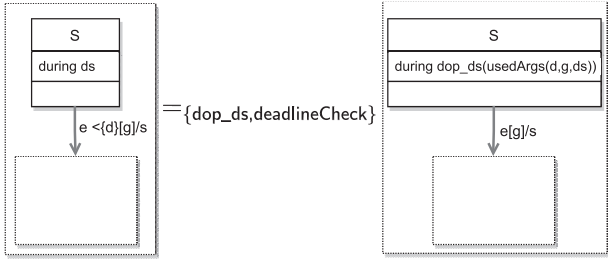 S
during ds
e <{d}[g]/s
={dop_ds,deadlineCheck}
S
during dop_ds(usedArgs(d,g,ds))
e[g]/s